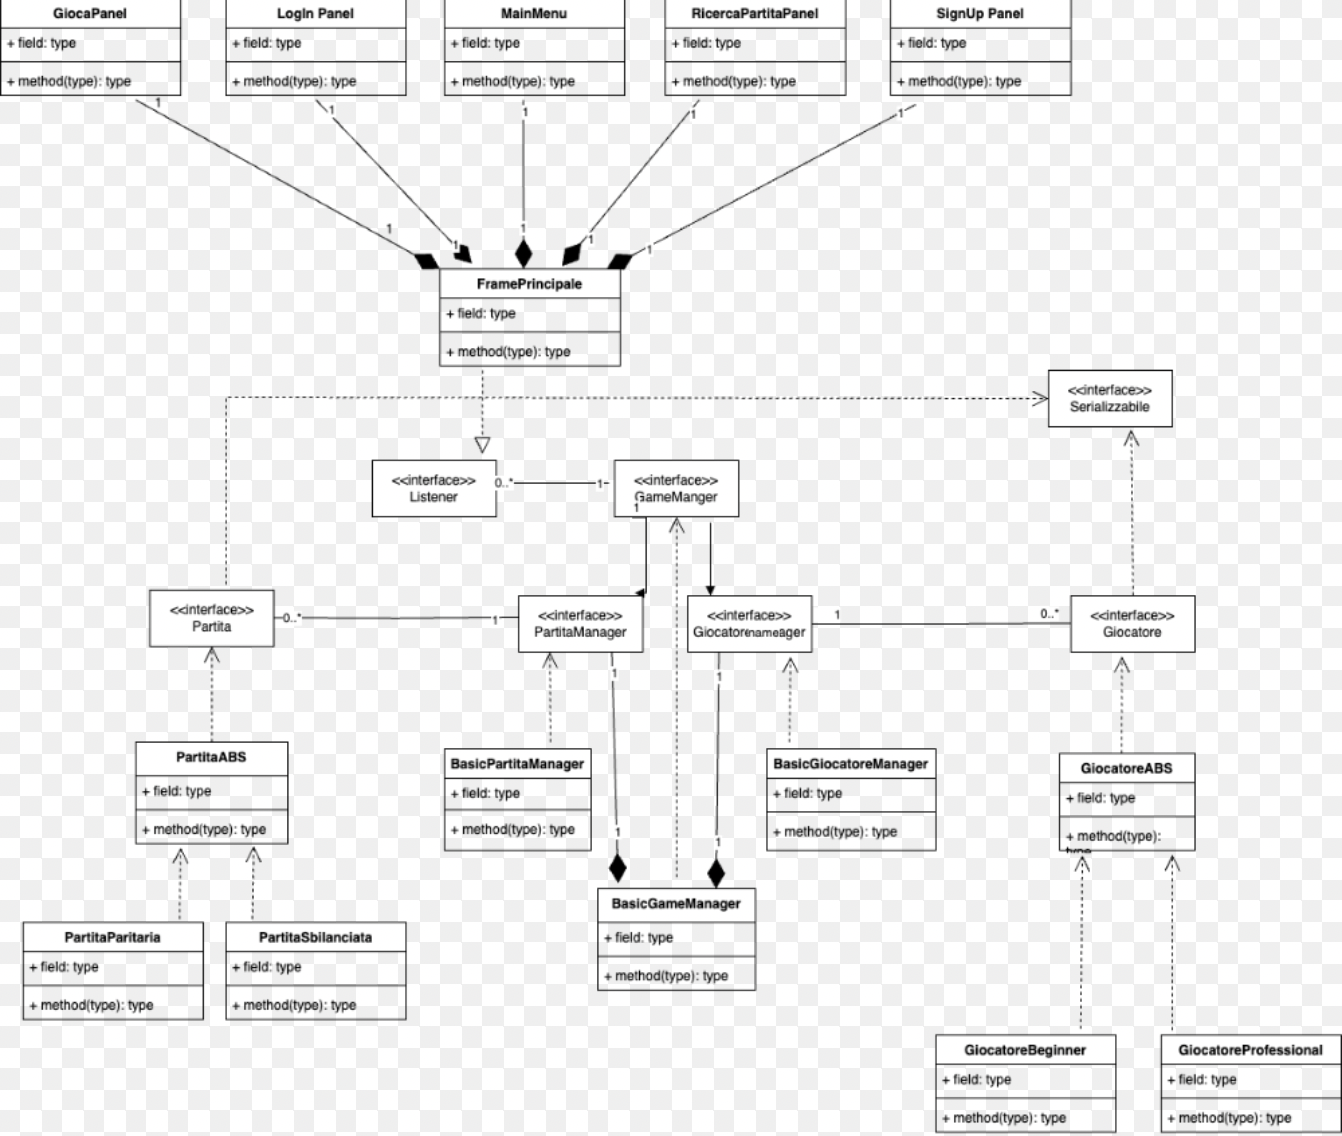 GiocaPanel
+ field: type
+ method(type): type
LogIn Panel
+ field: type
+ method(type): type
MainMenu
+ field: type
+ method(type): type
RicercaPartitaPanel
+ field: type
+ method(type): type
SignUp Panel
+ field: type
+ method(type): type
1
1
1
1
1
1
1
1
1
1
FramePrincipale
+ field: type
+ method(type): type
<<interface>>
Serializzabile
<<interface>>
Listener
0..*
1
<<interface>>
GameManger
1
<<interface>>
Partita
0..*
1
<<interface>>
PartitaManager
<<interface>>
Giocatorenameager
1
0..*
<<interface>>
Giocatore
1
1
PartitaABS
+ field: type
+ method(type): type
BasicPartitaManager
+ field: type
+ method(type): type
BasicGiocatoreManager
+ field: type
+ method(type): type
GiocatoreABS
+ field: type
+ method(type):
type
1
1
BasicGameManager
+ field: type
+ method(type): type
PartitaParitaria
+ field: type
+ method(type): type
PartitaSbilanciata
+ field: type
+ method(type): type
GiocatoreBeginner
+ field: type
+ method(type): type
GiocatoreProfessional
+ field: type
+ method(type): type